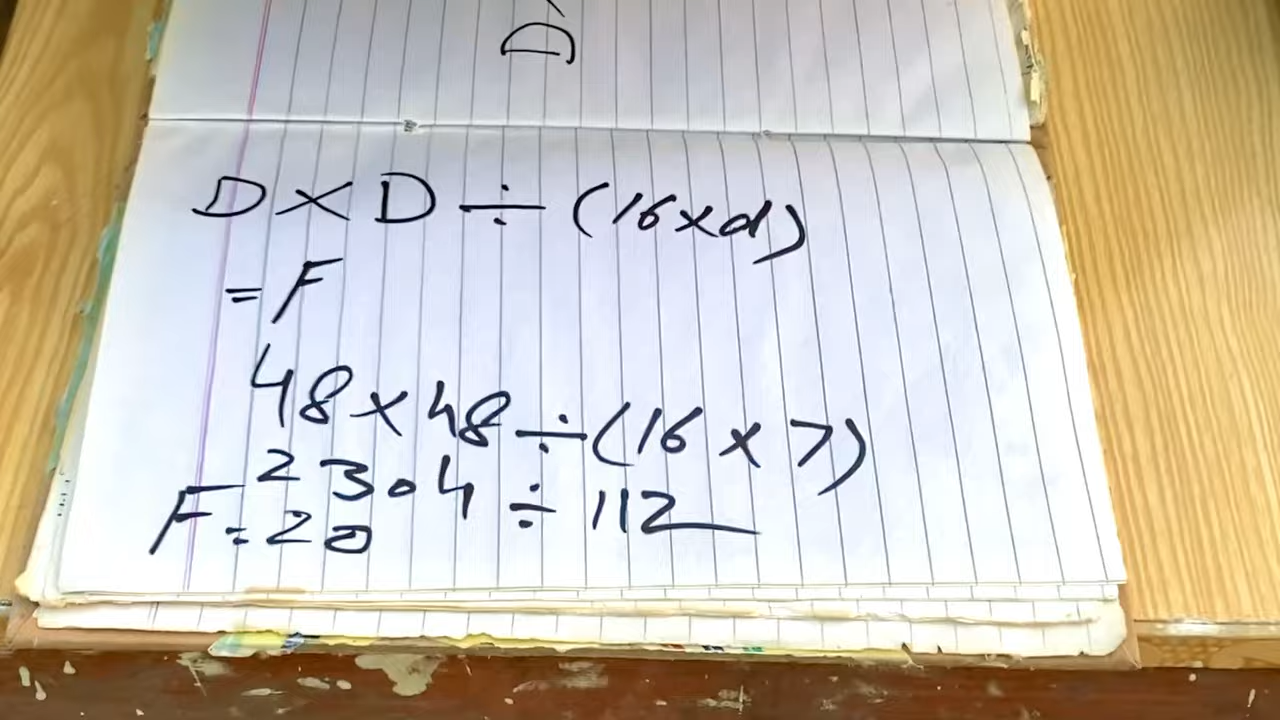 D
D × D ÷ (16 × d)
= F
48 × 48 ÷ (16 × 7)
2304 ÷ 112
F = 20